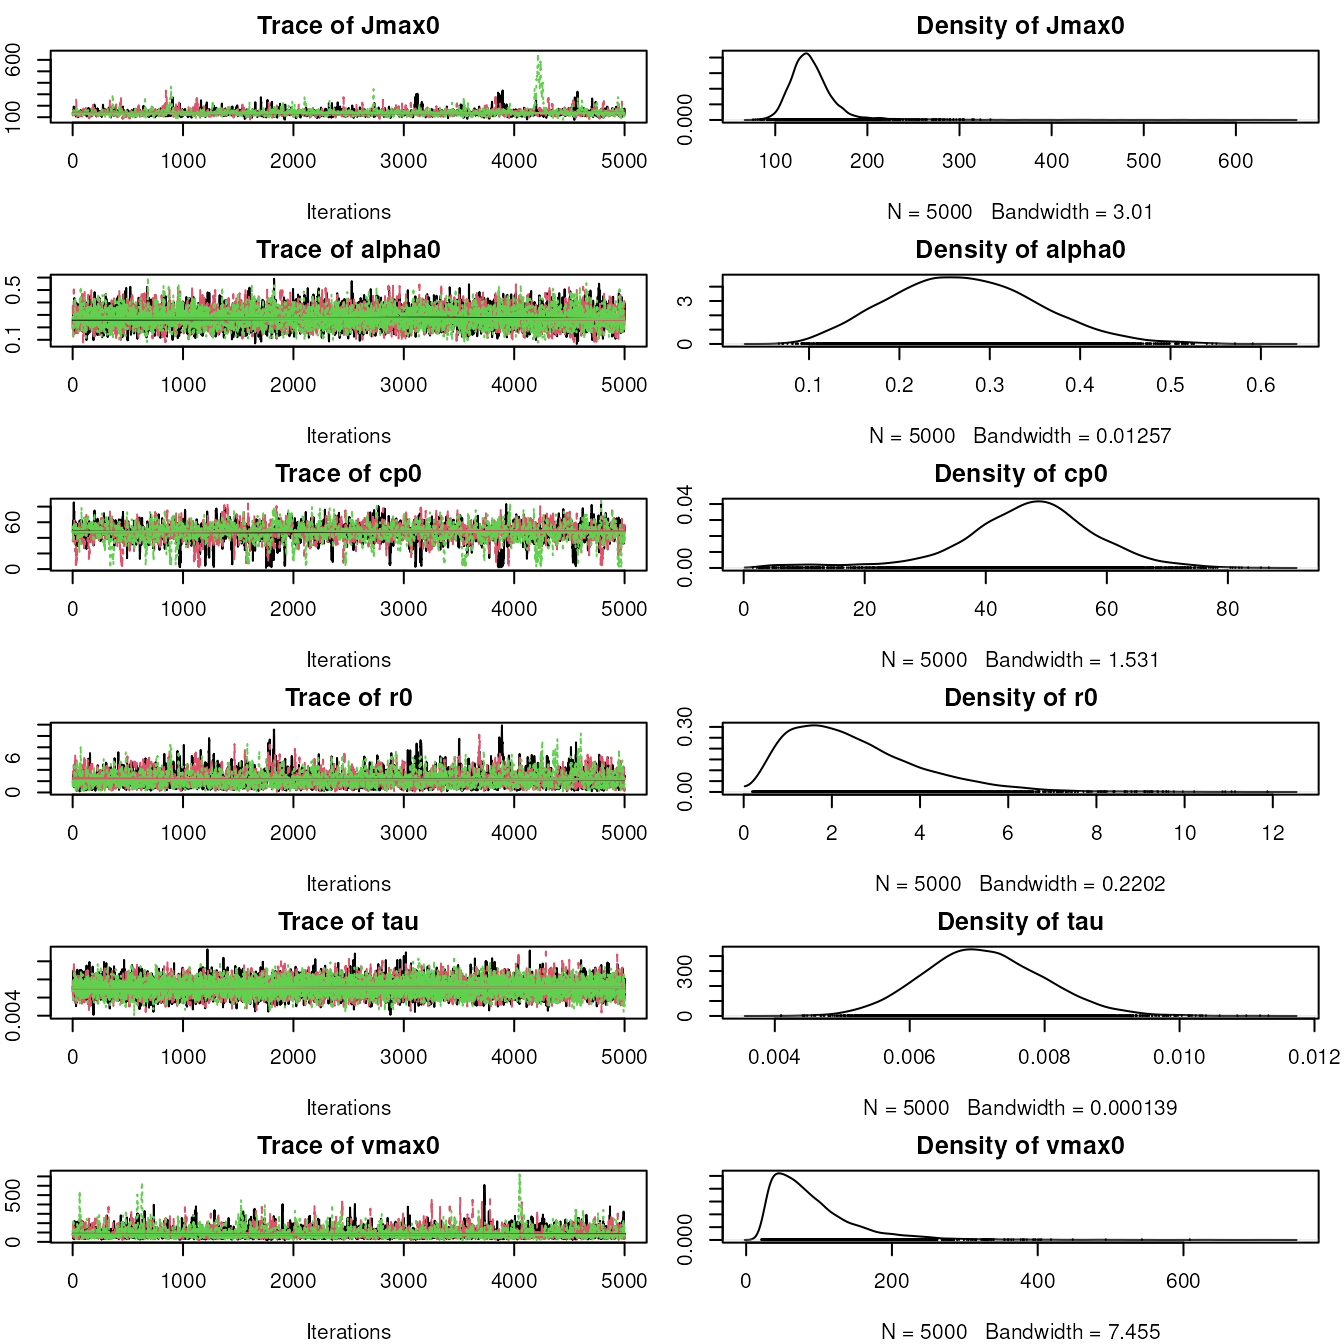 Trace of Jmax0
Density of Jmax0
100 600
0.000
0 1000 2000 3000 4000 5000
100 200 300 400 500 600
Iterations
N = 5000 Bandwidth = 3.01
Trace of alpha0
Density of alpha0
0.1 0.5
0 3
0 1000 2000 3000 4000 5000
0.1 0.2 0.3 0.4 0.5 0.6
Iterations
N = 5000 Bandwidth = 0.01257
Trace of cp0
Density of cp0
0 60
0.00 0.04
0 1000 2000 3000 4000 5000
0 20 40 60 80
Iterations
N = 5000 Bandwidth = 1.531
Trace of r0
Density of r0
0 6
0.00 0.30
0 1000 2000 3000 4000 5000
0 2 4 6 8 10 12
Iterations
N = 5000 Bandwidth = 0.2202
Trace of tau
Density of tau
0.004
0 300
0 1000 2000 3000 4000 5000
0.004 0.006 0.008 0.010 0.012
Iterations
N = 5000 Bandwidth = 0.000139
Trace of vmax0
Density of vmax0
0 500
0.000
0 1000 2000 3000 4000 5000
0 200 400 600
Iterations
N = 5000 Bandwidth = 7.455